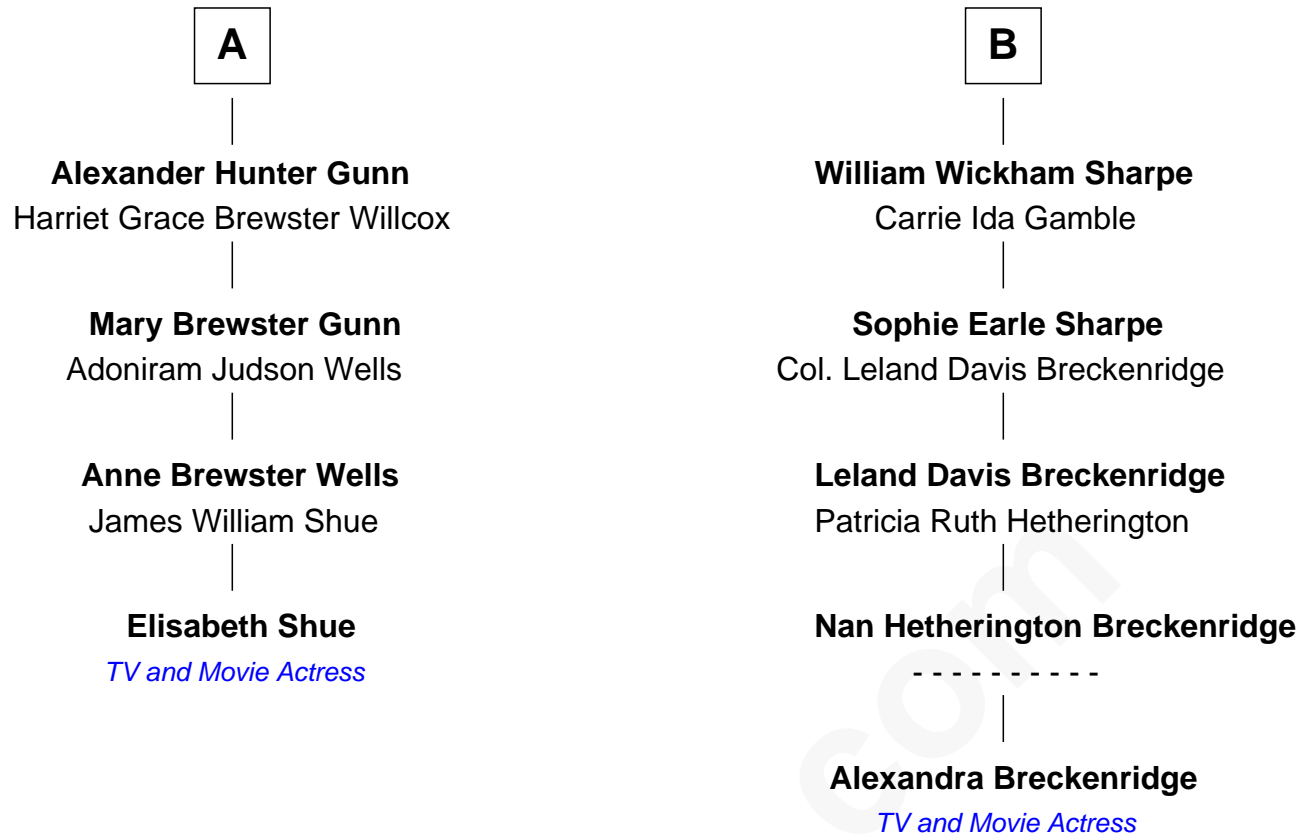 A
Alexander Hunter Gunn
Harriet Grace Brewster Willcox
Mary Brewster Gunn
Adoniram Judson Wells
Anne Brewster Wells
James William Shue
Elisabeth Shue
TV and Movie Actress
B
William Wickham Sharpe
Carrie Ida Gamble
Sophie Earle Sharpe
Col. Leland Davis Breckenridge
Leland Davis Breckenridge
Patricia Ruth Hetherington
Nan Hetherington Breckenridge
- - - - - - - - - -
Alexandra Breckenridge
TV and Movie Actress
com